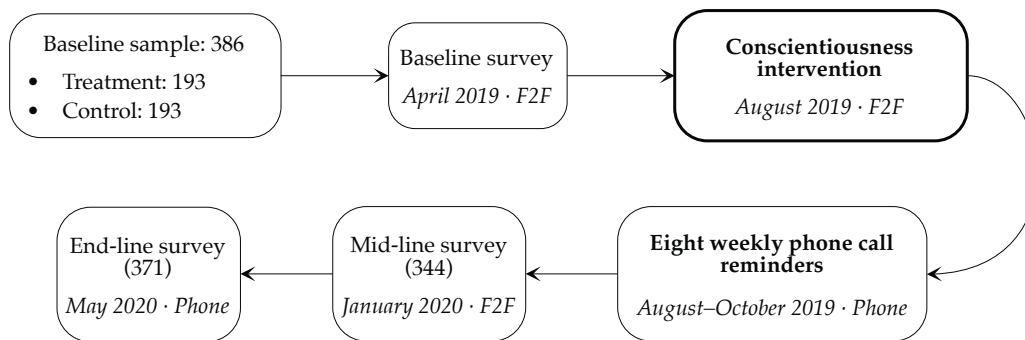 Baseline sample: 386
• Treatment: 193
• Control: 193
Baseline survey
April 2019 · F2F
Conscientiousness
intervention
August 2019 · F2F
End-line survey
(371)
May 2020 · Phone
Mid-line survey
(344)
January 2020 · F2F
Eight weekly phone call
reminders
August–October 2019 · Phone